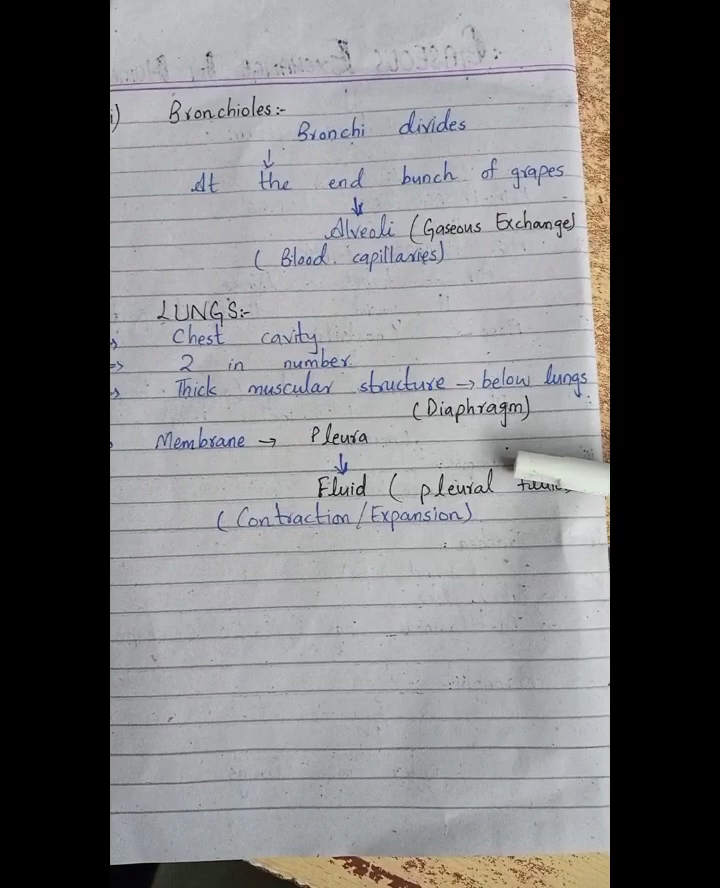 i) Bronchioles:-
Bronchi divides
↓
At the end bunch of grapes
↓
Alveoli (Gaseous Exchange)
( Blood capillaries)
LUNGS:-
→ Chest cavity
=> 2 in number
→ Thick muscular structure → below lungs
(Diaphragm)
Membrane → Pleura
↓
Fluid ( pleural
(Contraction/Expansion)